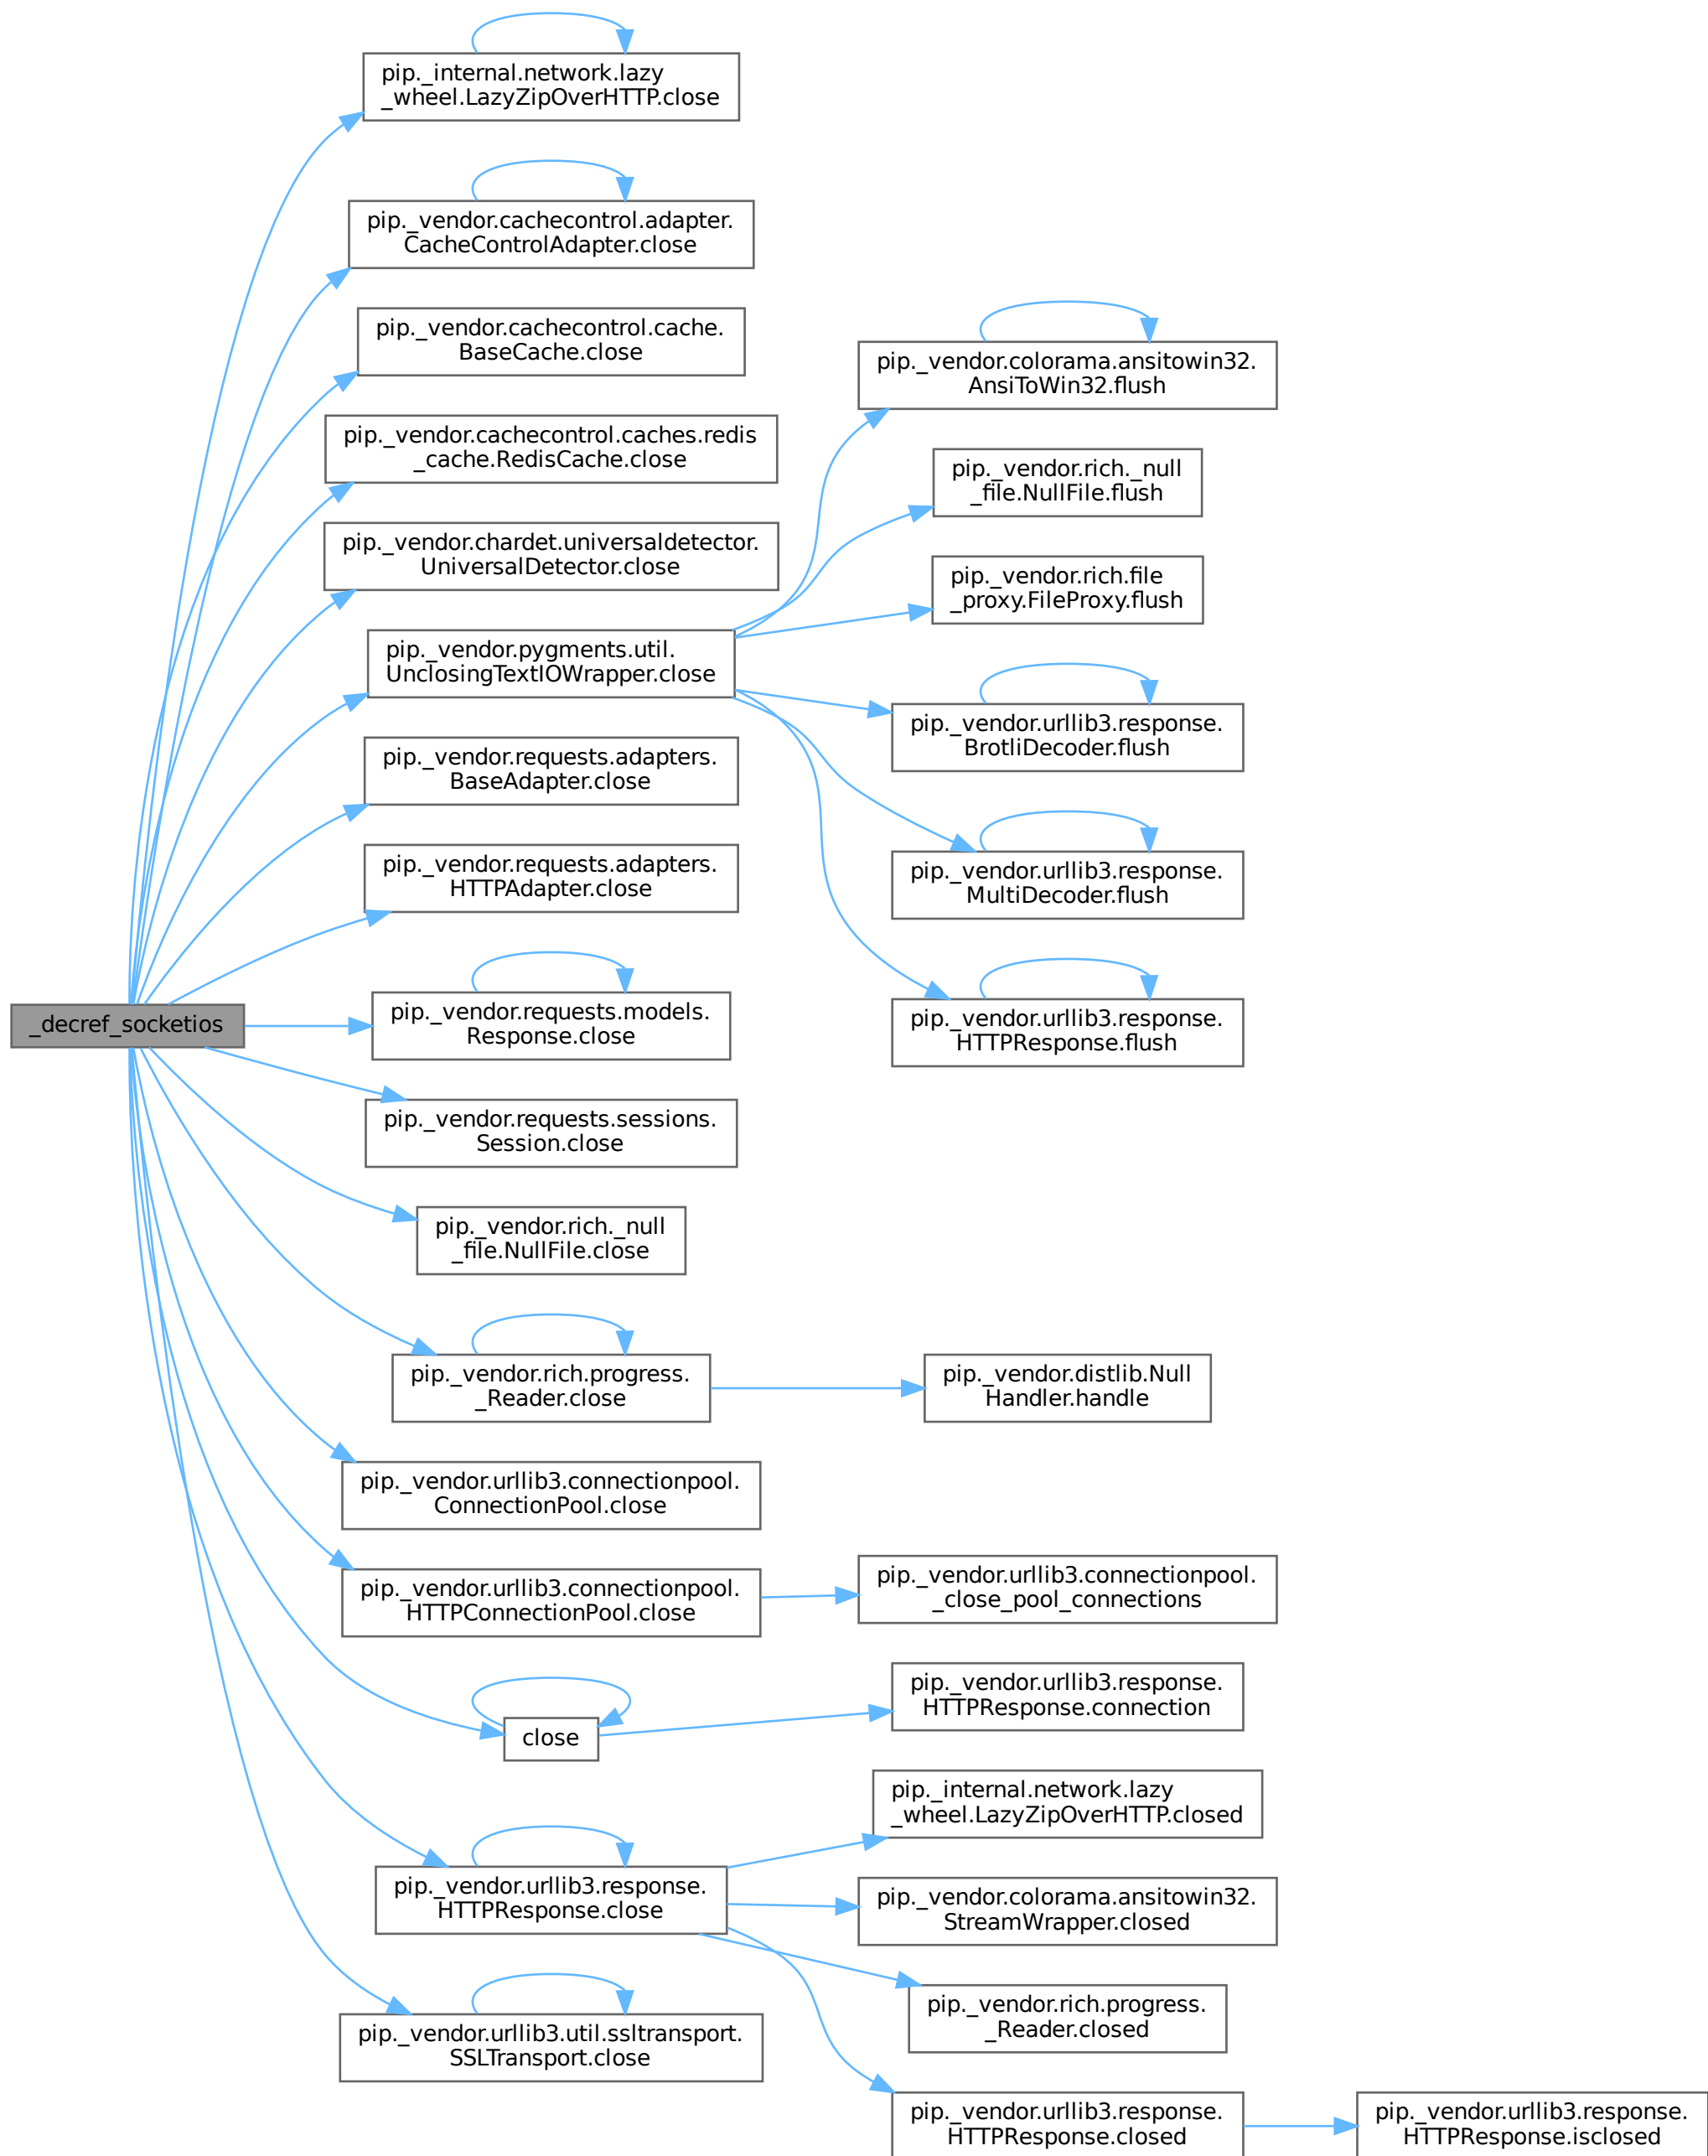 pip._internal.network.lazy
_wheel.LazyZipOverHTTP.close
pip._vendor.cachecontrol.adapter.
CacheControlAdapter.close
pip._vendor.cachecontrol.cache.
BaseCache.close
pip._vendor.cachecontrol.caches.redis
_cache.RedisCache.close
pip._vendor.chardet.universaldetector.
UniversalDetector.close
pip._vendor.pygments.util.
UnclosingTextIOWrapper.close
pip._vendor.requests.adapters.
BaseAdapter.close
pip._vendor.requests.adapters.
HTTPAdapter.close
_decref_socketios
pip._vendor.requests.models.
Response.close
pip._vendor.requests.sessions.
Session.close
pip._vendor.rich._null
_file.NullFile.close
pip._vendor.rich.progress.
_Reader.close
pip._vendor.urllib3.connectionpool.
ConnectionPool.close
pip._vendor.urllib3.connectionpool.
HTTPConnectionPool.close
close
pip._vendor.urllib3.response.
HTTPResponse.close
pip._vendor.urllib3.util.ssltransport.
SSLTransport.close
pip._vendor.colorama.ansitowin32.
AnsiToWin32.flush
pip._vendor.rich._null
_file.NullFile.flush
pip._vendor.rich.file
_proxy.FileProxy.flush
pip._vendor.urllib3.response.
BrotliDecoder.flush
pip._vendor.urllib3.response.
MultiDecoder.flush
pip._vendor.urllib3.response.
HTTPResponse.flush
pip._vendor.distlib.Null
Handler.handle
pip._vendor.urllib3.connectionpool.
_close_pool_connections
pip._vendor.urllib3.response.
HTTPResponse.connection
pip._internal.network.lazy
_wheel.LazyZipOverHTTP.closed
pip._vendor.colorama.ansitowin32.
StreamWrapper.closed
pip._vendor.rich.progress.
_Reader.closed
pip._vendor.urllib3.response.
HTTPResponse.closed
pip._vendor.urllib3.response.
HTTPResponse.isclosed